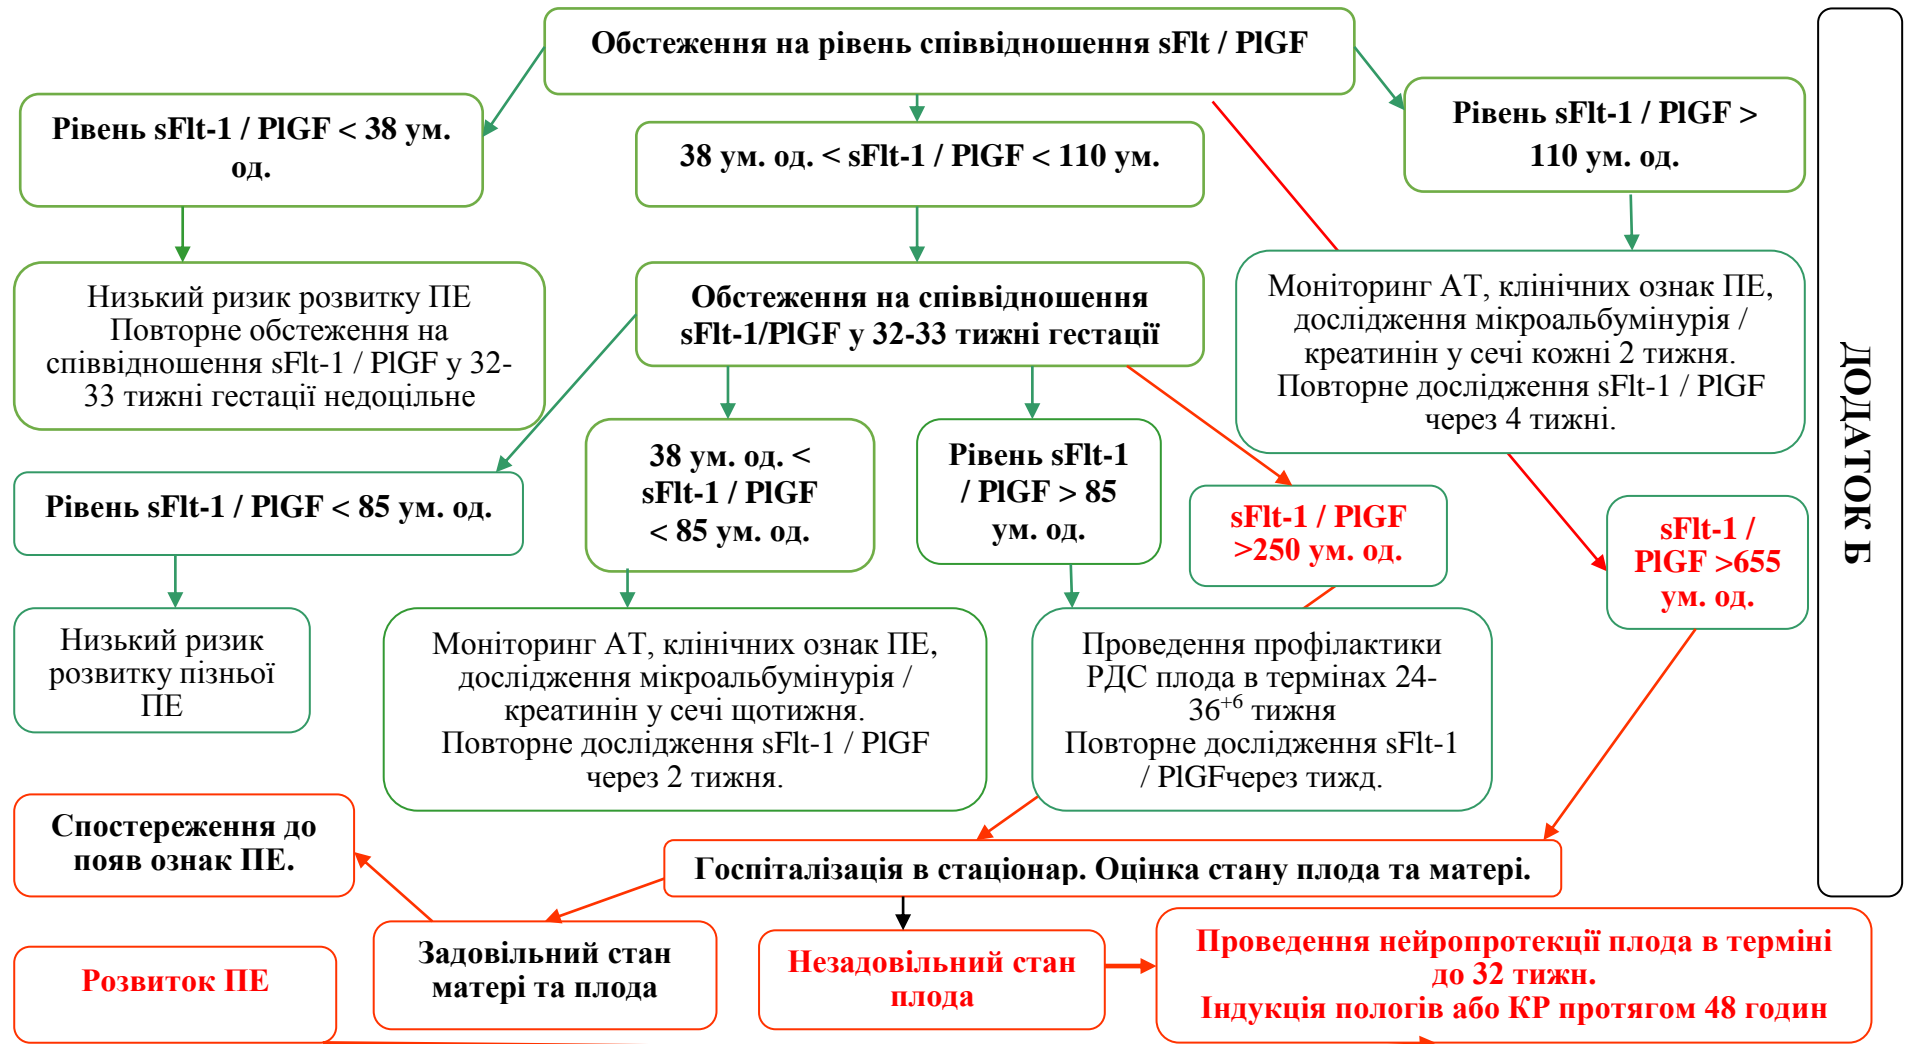 Обстеження на рівень співвідношення sFlt / PlGF
Рівень sFlt-1 / PlGF < 38 ум.
од.
38 ум. од. < sFlt-1 / PlGF < 110 ум.
Рівень sFlt-1 / PlGF >
110 ум. од.
Низький ризик розвитку ПЕ
Повторне обстеження на
співвідношення sFlt-1 / PlGF у 32-
33 тижні гестації недоцільне
Обстеження на співвідношення
sFlt-1/PlGF у 32-33 тижні гестації
Моніторинг АТ, клінічних ознак ПЕ,
дослідження мікроальбумінурія /
креатинін у сечі кожні 2 тижня.
Повторне дослідження sFlt-1 / PlGF
через 4 тижні.
Рівень sFlt-1 / PlGF < 85 ум. од.
38 ум. од. <
sFlt-1 / PlGF
< 85 ум. од.
Рівень sFlt-1
/ PlGF > 85
ум. од.
sFlt-1 / PlGF
>250 ум. од.
sFlt-1 /
PlGF >655
ум. од.
Низький ризик
розвитку пізньої
ПЕ
Моніторинг АТ, клінічних ознак ПЕ,
дослідження мікроальбумінурія /
креатинін у сечі щотижня.
Повторне дослідження sFlt-1 / PlGF
через 2 тижня.
Проведення профілактики
РДС плода в термінах 24-
36⁺⁶ тижня
Повторне дослідження sFlt-1
/ PlGFчерез тижд.
Спостереження до
появ ознак ПЕ.
Госпіталізація в стаціонар. Оцінка стану плода та матері.
Розвиток ПЕ
Задовільний стан
матері та плода
Незадовільний стан
плода
Проведення нейропротекції плода в терміні
до 32 тижн.
Індукція пологів або КР протягом 48 годин
ДОДАТОК Б